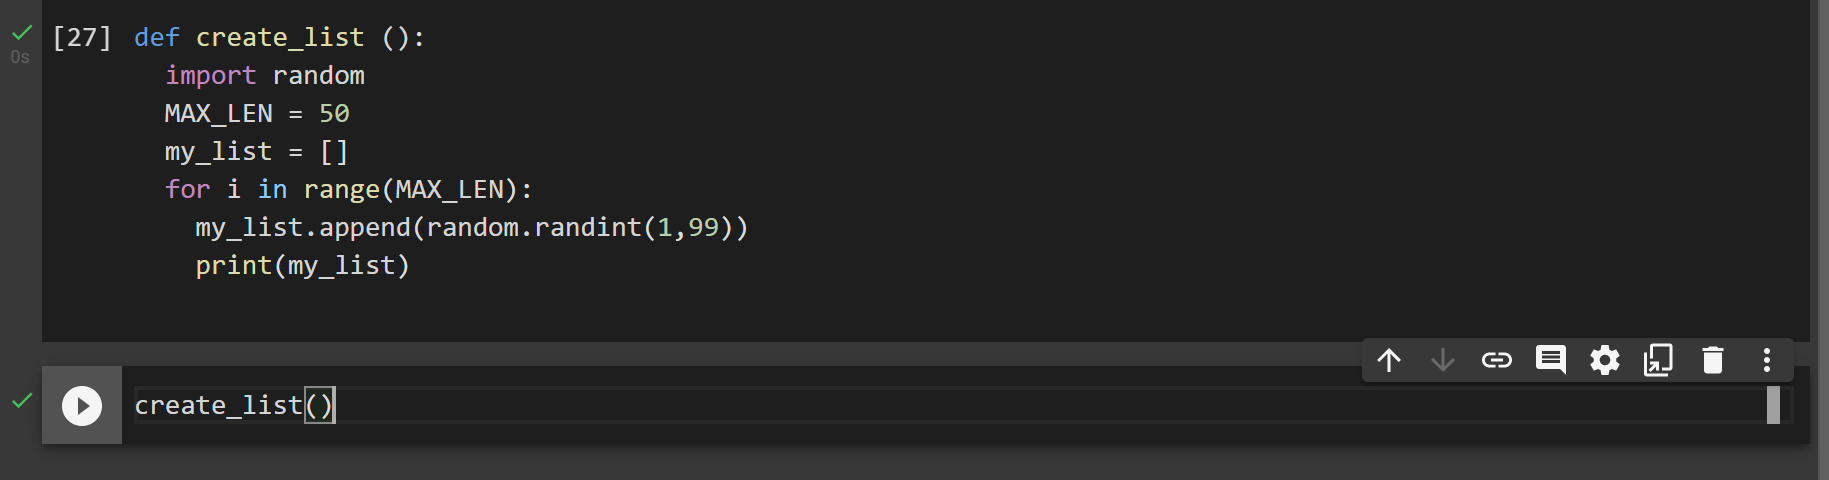 [27] def create_list ():
0s
import random
MAX_LEN = 50
my_list = []
for i in range(MAX_LEN):
my_list.append(random.randint(1,99))
print(my_list)
create_list()